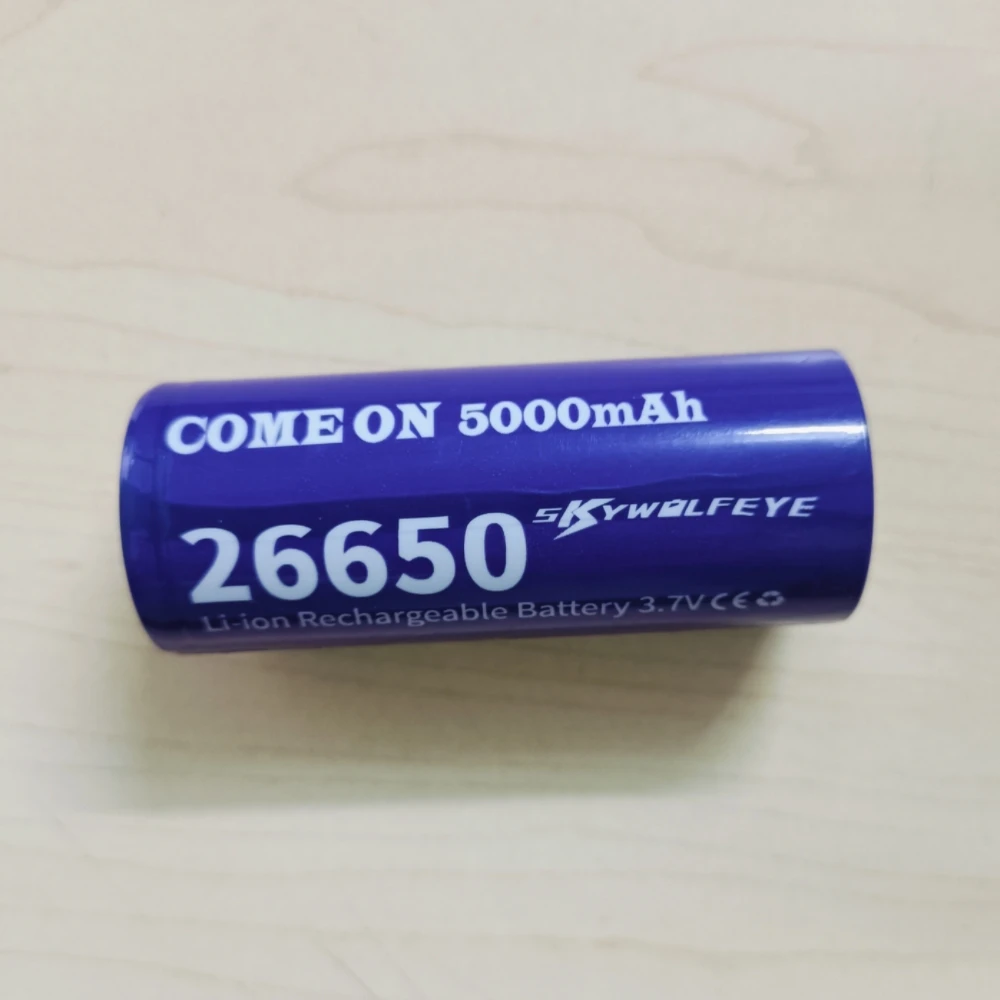 COME ON 5000mAh
SKYWOLFEYE
26650
Li-ion Rechargeable Battery 3.7V CE